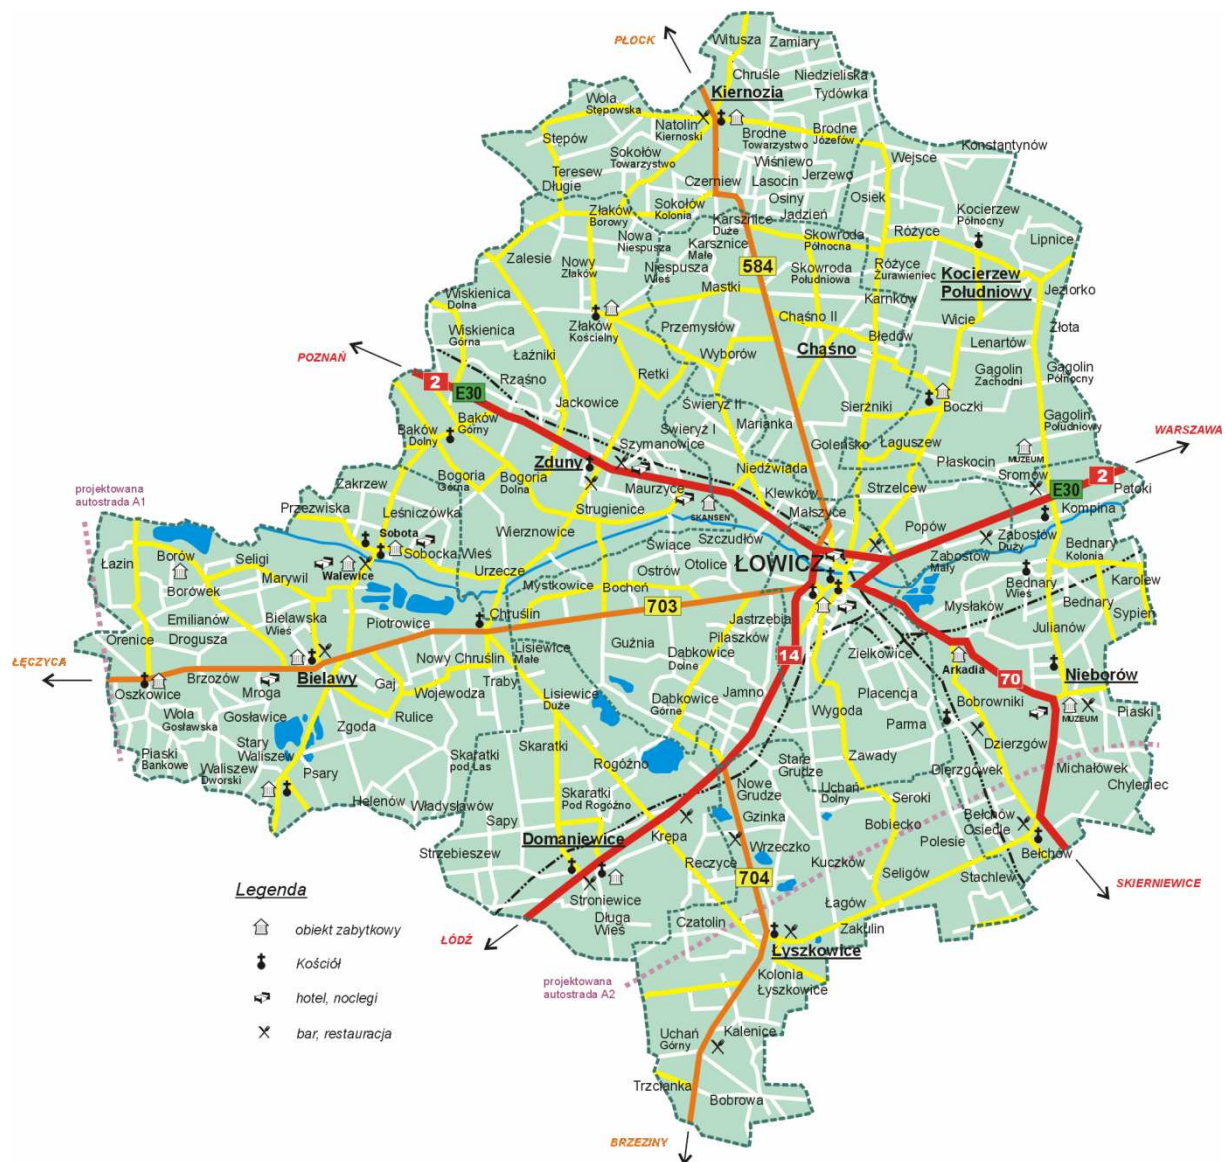 PŁOCK
Witusza
Zamiary
Chruśle
Niedzieliska
Kiernozia
Tydówka
Wola
Stępowska
Natolin
Kiernoski
Brodne
Towarzystwo
Brodne
Józefów
Stępów
Konstantynów
Sokołów
Towarzystwo
Wiśniewo
Wejsce
Teresew
Długie
Czerniew
Lasocin
Jerzewo
Osiny
Osiek
Złaków
Borowy
Sokołów
Kolonia
Jadzień
Kocierzew
Północny
Karsznice
Duże
Nowa
Niespusza
Karsznice
Małe
Skowroda
Północna
Różyce
Lipnice
Zalesie
Nowy
Złaków
Niespusza
Wieś
584
Skowroda
Południowa
Różyce
Żurawieniec
Kocierzew
Południowy
Jeziorko
Mastki
Wiskienica
Dolna
Karnków
Chąśno II
Wicie
Złota
Wiskienica
Górna
Złaków
Kościelny
Przemysłów
Błędów
Lenartów
POZNAŃ
Łaźniki
Wyborów
Chąśno
Gągolin
Zachodni
Gągolin
Północny
2
E30
Rząśno
Retki
Jackowice
Świeryż II
Sierżniki
Boczki
Gągolin
Południowy
WARSZAWA
Bąków
Górny
Bąków
Dolny
Świeryż I
Marianka
Szymanowice
Goleńsko
Łaguszew
MUZEUM
Zduny
Płaskocin
Sromów
2
Niedźwiada
Bogoria
Górna
Bogoria
Dolna
Maurzyce
Klewków
Strzelcew
E30
Patoki
projektowana
autostrada A1
Zakrzew
Przezwiska
Leśniczówka
Strugienice
SKANSEN
Małszyce
Kompina
Sobota
Wierznowice
Popów
Zabostów
Duży
Bednary
Kolonia
Borów
Seligi
Sobocka Wieś
Świące
Szczudłów
ŁOWICZ
Zabostów
Mały
Łazin
Walewice
Urzecze
Ostrów
Otolice
Bednary
Wieś
Karolew
Borówek
Marywil
Mystkowice
Bocheń
Mysłaków
Bednary
Emilianów
Bielawska
Wieś
Piotrowice
Chruślin
703
Jastrzębia
Sypień
Orenice
Drogusza
Guźnia
Pilaszków
Julianów
Lisiewice
Małe
Dąbkowice
Dolne
14
Zielkowice
Arkadia
Nieborów
ŁĘCZYCA
Oszkowice
Brzozów
Bielawy
Nowy Chruślin
Traby
70
Mroga
Gaj
Wojewodza
Lisiewice
Duże
Dąbkowice
Górne
Jamno
Placencja
Bobrowniki
MUZEUM
Piaski
Wola
Gosławska
Gosławice
Rulice
Wygoda
Parma
Zgoda
Dzierzgów
Stary
Waliszew
Skaratki
Piaski
Bankowe
Skaratki
pod Las
Rogóźno
Stare
Grudze
Zawady
Waliszew
Dworski
Psary
Dierzgówek
Michałówek
Nowe
Grudze
Uchań
Dolny
Seroki
Chyleniec
Helenów
Władysławów
Skaratki
Pod Rogóźno
Sapy
Gzinka
Bełchów
Osiedle
Bobiecko
Domaniewice
Krępa
Polesie
Wrzeczko
Strzebieszew
Reczyce
Kuczków
Bełchów
704
Seligów
Stachlew
Stroniewice
SKIERNIEWICE
Łagów
Długa
Wieś
Czatolin
Zakulin
ŁÓDŹ
Łyszkowice
projektowana
autostrada A2
Kolonia
Łyszkowice
Uchań
Górny
Kalenice
Trzcianka
Bobrowa
BRZEZINY
Legenda
obiekt zabytkowy
Kościół
hotel, noclegi
bar, restauracja